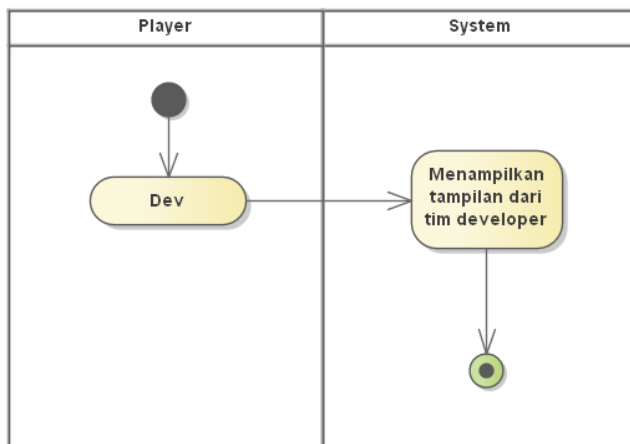 Player
System
Dev
Menampilkan
tampilan dari
tim developer